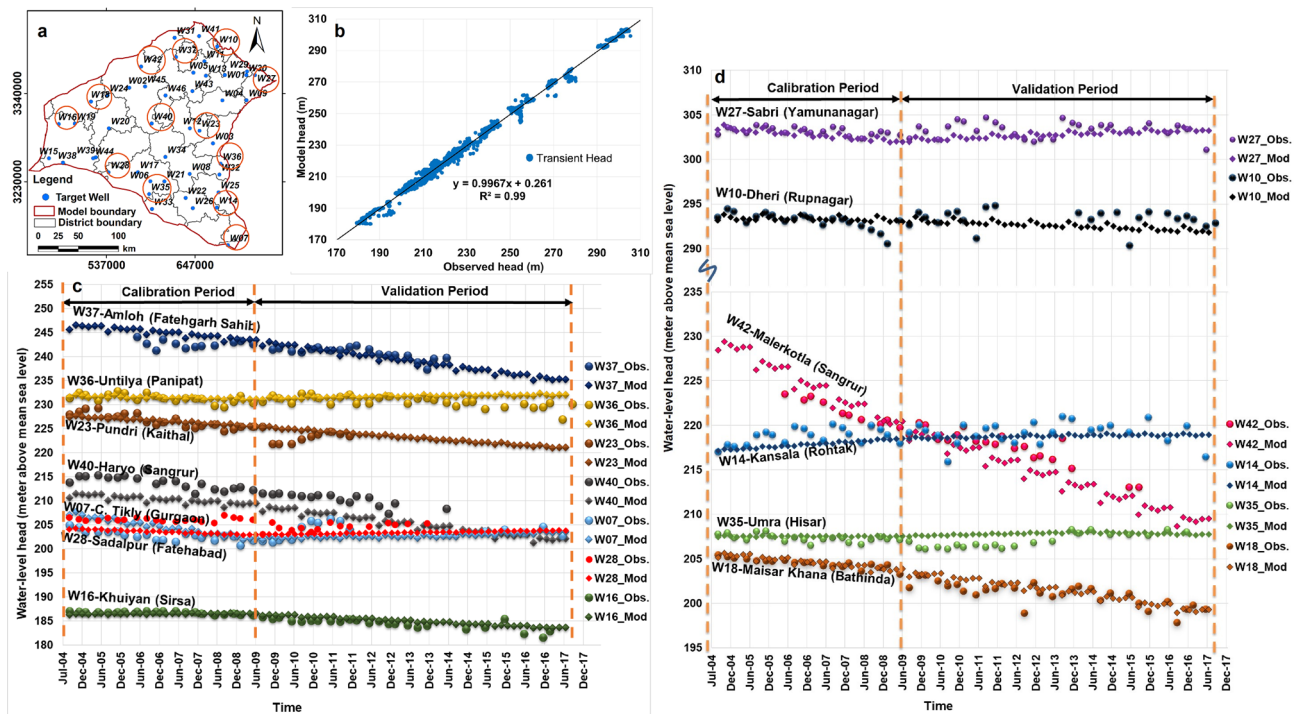 a
N
W31
W41
W10
W37
W42
W11
W05
W13
W29
W30
W01
W27
W02
W45
W24
W46
W43
W18
W04
W09
W16
W19
W20
W40
W12
W23
W03
W15
W38
W39
W44
W34
W36
W28
W17
W06
W21
W08
W32
W35
W25
W22
W26
W14
W33
W07
Legend
Target Well
Model boundary
District boundary
0 25 50 100
km
3340000
3220000
537000 647000
b
Model head (m)
310
290
270
250
230
210
190
170
Transient Head
y = 0.9967x + 0.261
R² = 0.99
170 190 210 230 250 270 290 310
Observed head (m)
c
Water-level head (meter above mean sea level)
255
250
245
240
235
230
225
220
215
210
205
200
195
190
185
180
Calibration Period
Validation Period
W37-Amloh (Fatehgarh Sahib)
W36-Untilya (Panipat)
W23-Pundri (Kaithal)
W40-Haryo (Sangrur)
W07-C. Tikly (Gurgaon)
W28-Sadalpur (Fatehabad)
W16-Khuiyan (Sirsa)
W37_Obs.
W37_Mod
W36_Obs.
W36_Mod
W23_Obs.
W23_Mod
W40_Obs.
W40_Mod
W07_Obs.
W07_Mod
W28_Obs.
W28_Mod
W16_Obs.
W16_Mod
Jul-04 Dec-04 Jun-05 Dec-05 Jun-06 Dec-06 Jun-07 Dec-07 Jun-08 Dec-08 Jun-09 Dec-09 Jun-10 Dec-10 Jun-11 Dec-11 Jun-12 Dec-12 Jun-13 Dec-13 Jun-14 Dec-14 Jun-15 Dec-15 Jun-16 Dec-16 Jun-17 Dec-17
Time
d
Water-level head (meter above mean sea level)
310
305
300
295
290
235
230
225
220
215
210
205
200
195
Calibration Period
Validation Period
W27-Sabri (Yamunanagar)
W10-Dheri (Rupnagar)
W42-Malerkotla (Sangrur)
W14-Kansala (Rohtak)
W35-Umra (Hisar)
W18-Maisar Khana (Bathinda)
W27_Obs.
W27_Mod
W10_Obs.
W10_Mod
W42_Obs.
W42_Mod
W14_Obs.
W14_Mod
W35_Obs.
W35_Mod
W18_Obs.
W18_Mod
Jul-04 Dec-04 Jun-05 Dec-05 Jun-06 Dec-06 Jun-07 Dec-07 Jun-08 Dec-08 Jun-09 Dec-09 Jun-10 Dec-10 Jun-11 Dec-11 Jun-12 Dec-12 Jun-13 Dec-13 Jun-14 Dec-14 Jun-15 Dec-15 Jun-16 Dec-16 Jun-17 Dec-17
Time